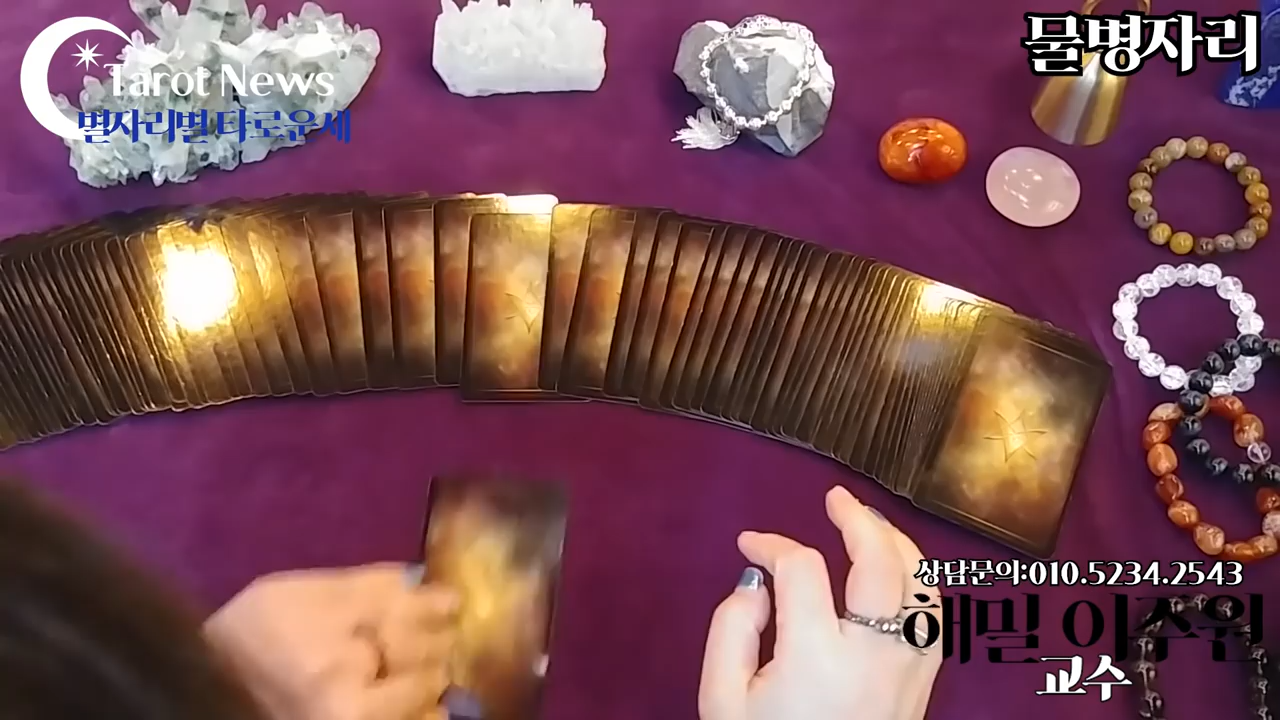 Tarot News
별자리별 타로운세
물병자리
상담문의:010.5234.2543
해밀 이주원
교수